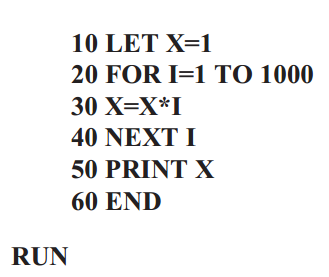 10 LET X=1
20 FOR I=1 TO 1000
30 X=X*I
40 NEXT I
50 PRINT X
60 END
RUN